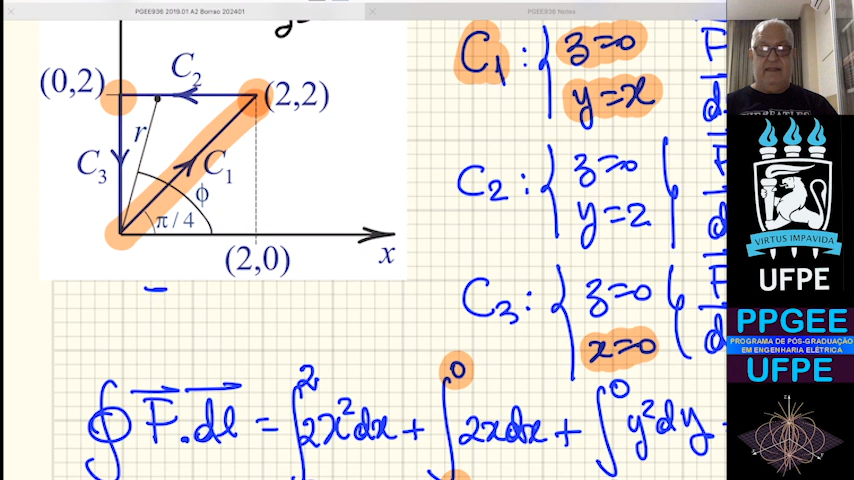 PGEE936 2019.01 A2 Borrao 202401
PGEE936 Notes
(0,2)
C₂
(2,2)
r
C₃
C₁
ϕ
π/4
(2,0)
x
C₁ : { z=0
y=x
C₂ : { z=0
y=2
C₃ : { z=0
x=0
∮ F⃗ . dl⃗ = ∫² 2x²dx + ∫⁰ 2xdx + ∫⁰ y²dy
VIRTUS IMPAVIDA
UFPE
PPGEE
PROGRAMA DE PÓS-GRADUAÇÃO
EM ENGENHARIA ELÉTRICA
UFPE